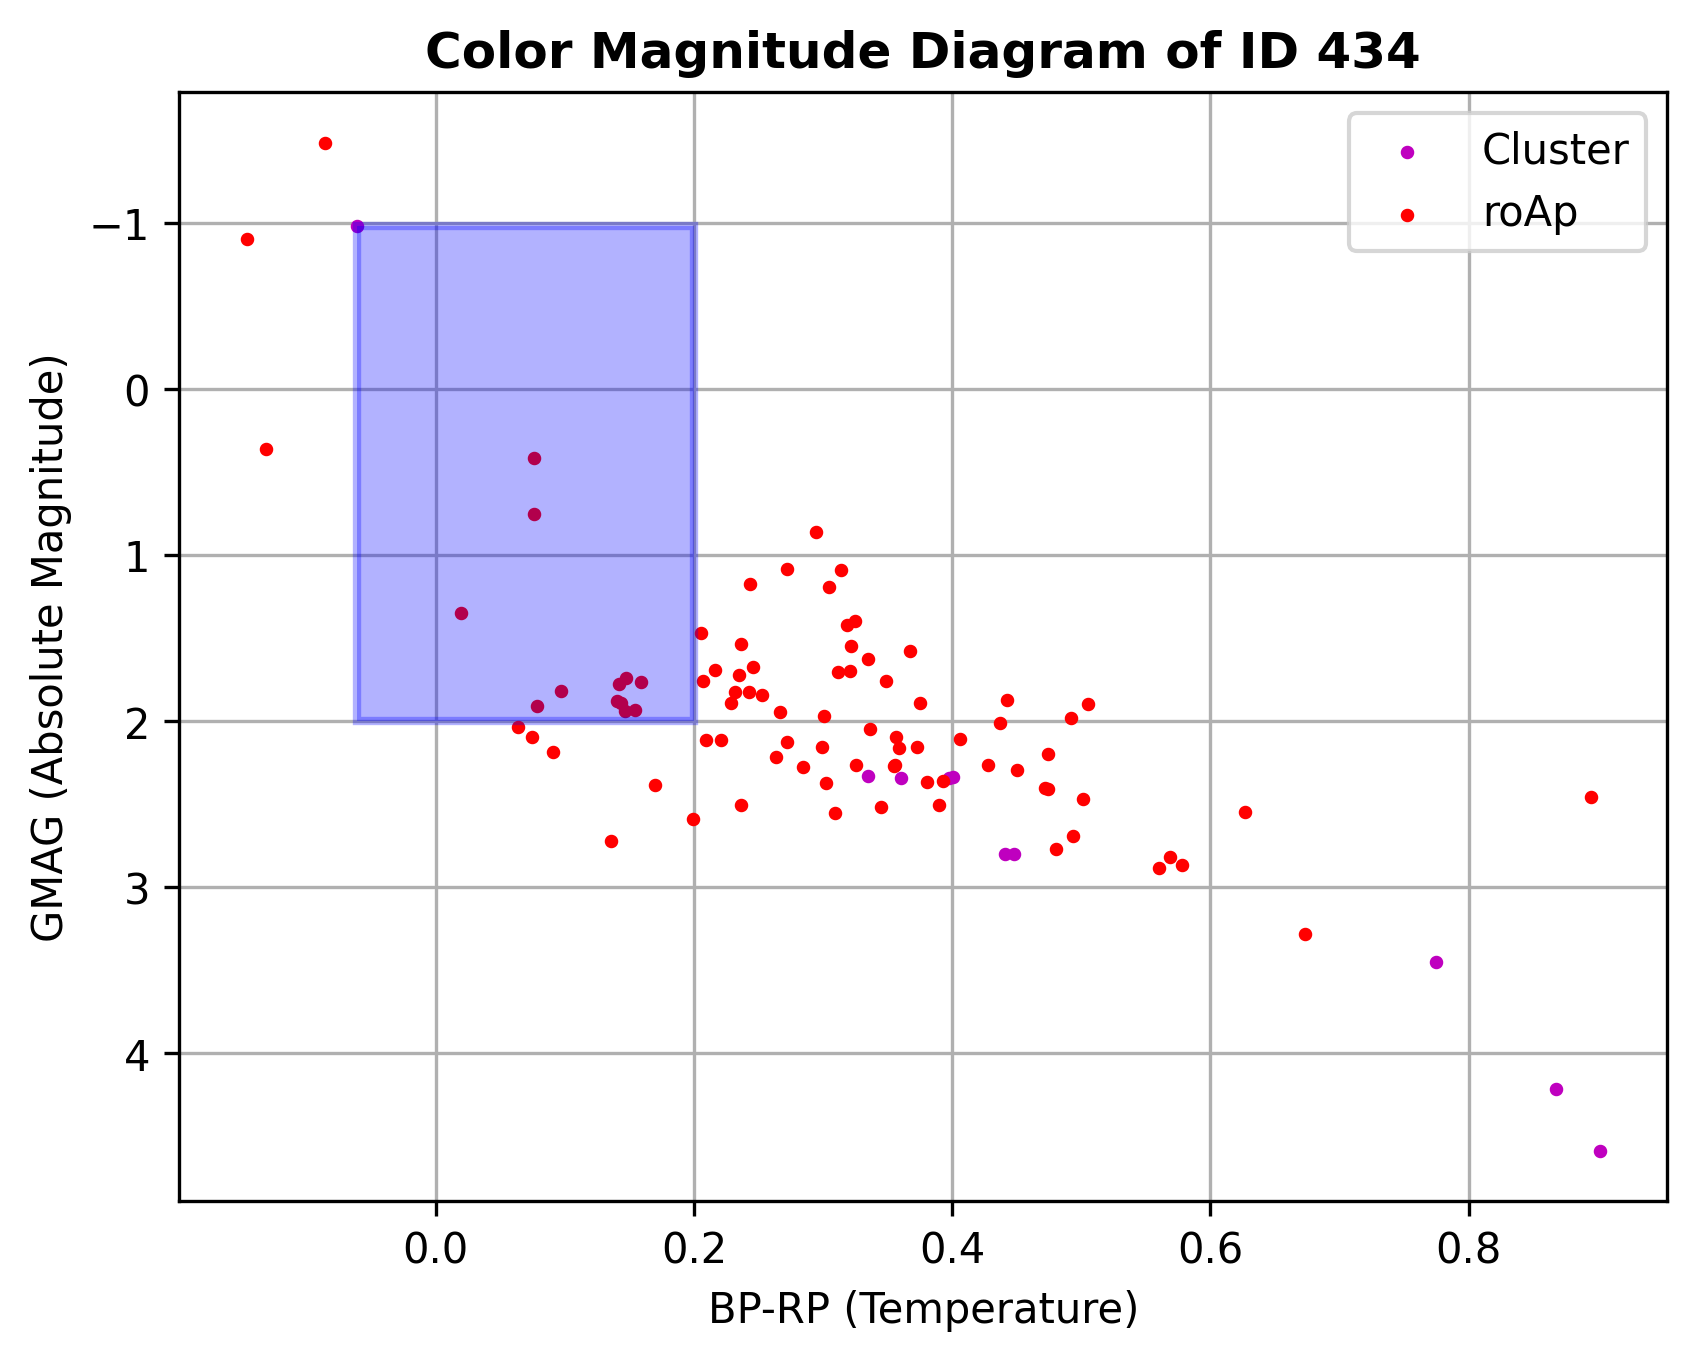 Color Magnitude Diagram of ID 434
Cluster
roAp
GMAG (Absolute Magnitude)
−1
0
1
2
3
4
0.0 0.2 0.4 0.6 0.8
BP-RP (Temperature)